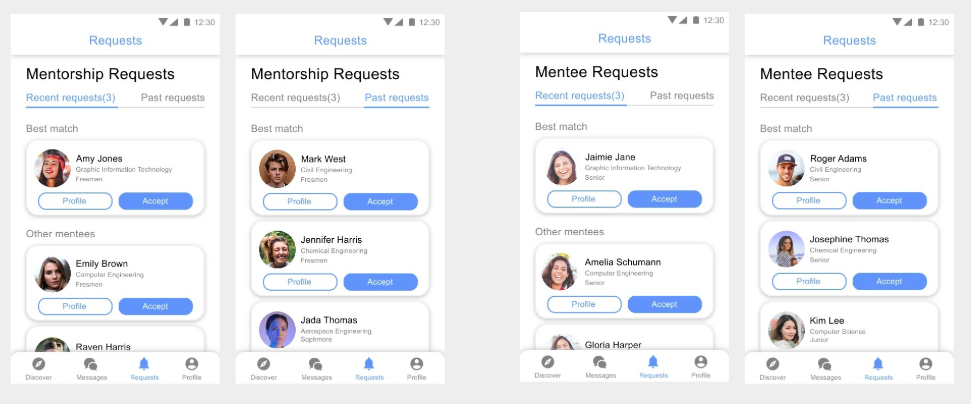 12:30
Requests
Mentorship Requests
Recent requests(3) Past requests
Best match
Amy Jones
Graphic Information Technology
Fresmen
Profile Accept
Other mentees
Emily Brown
Computer Engineering
Fresmen
Profile Accept
Raven Harris
Discover Messages Requests Profile
12:30
Requests
Mentorship Requests
Recent requests(3) Past requests
Best match
Mark West
Civil Engineering
Fresmen
Profile Accept
Jennifer Harris
Chemical Engineering
Fresmen
Profile Accept
Jada Thomas
Aerospace Engineering
Sophmore
Discover Messages Requests Profile
12:30
Requests
Mentee Requests
Recent requests(3) Past requests
Best match
Jaimie Jane
Graphic Information Technology
Senior
Profile Accept
Other mentees
Amelia Schumann
Computer Engineering
Senior
Profile Accept
Gloria Harper
Discover Messages Requests Profile
12:30
Requests
Mentee Requests
Recent requests(3) Past requests
Best match
Roger Adams
Civil Engineering
Senior
Profile Accept
Josephine Thomas
Chemical Engineering
Senior
Profile Accept
Kim Lee
Computer Science
Junior
Discover Messages Requests Profile